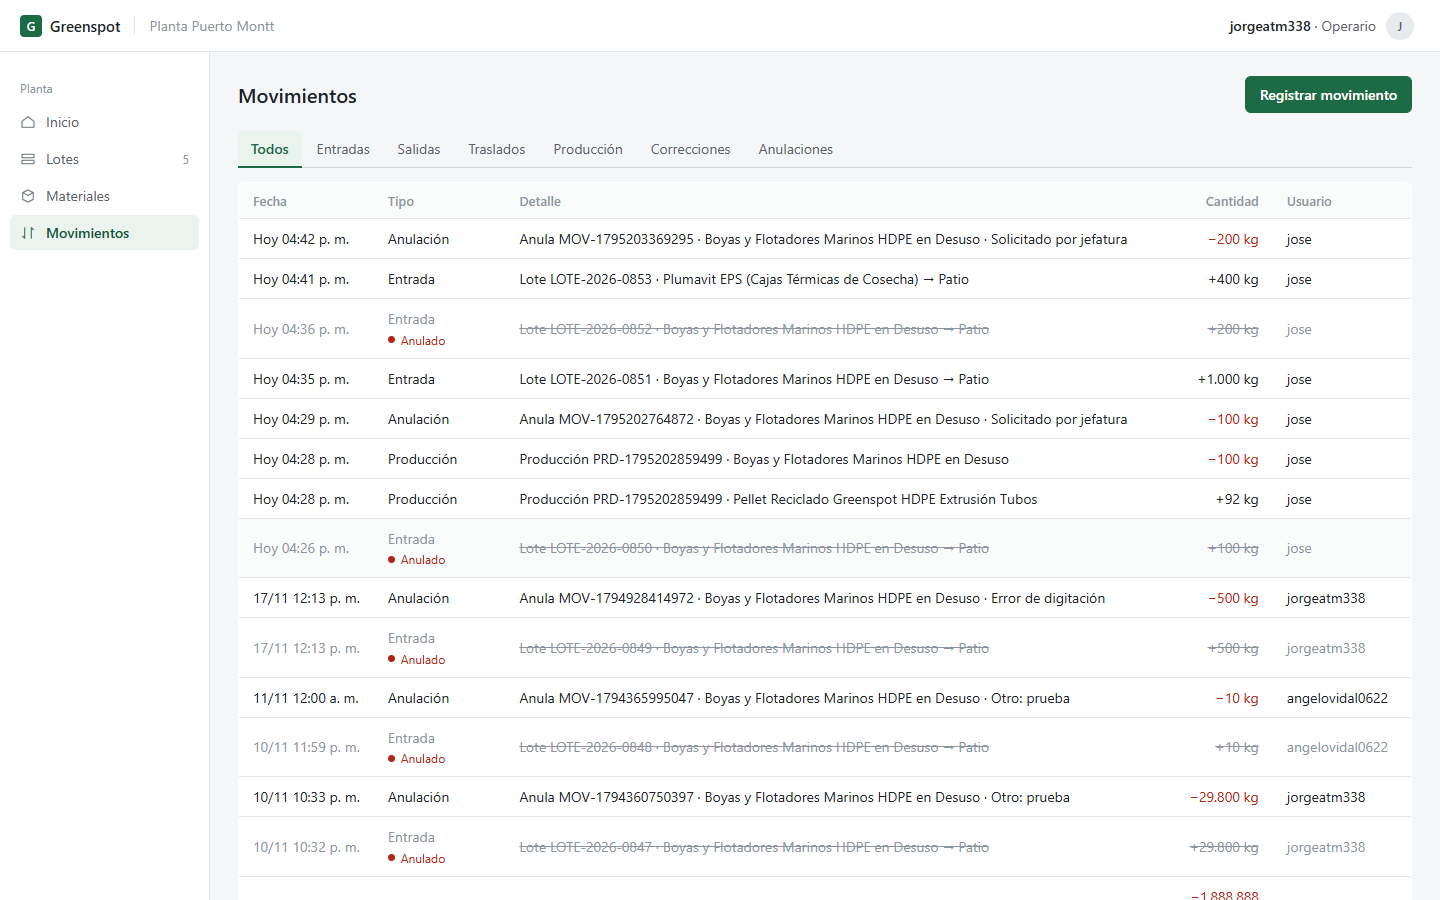 G Greenspot Planta Puerto Montt jorgeatm338 · Operario J
Planta
Inicio
Lotes 5
Materiales
Movimientos
Movimientos
Registrar movimiento
Todos Entradas Salidas Traslados Producción Correcciones Anulaciones
Fecha Tipo Detalle Cantidad Usuario
Hoy 04:42 p. m. Anulación Anula MOV-1795203369295 · Boyas y Flotadores Marinos HDPE en Desuso · Solicitado por jefatura −200 kg jose
Hoy 04:41 p. m. Entrada Lote LOTE-2026-0853 · Plumavit EPS (Cajas Térmicas de Cosecha) → Patio +400 kg jose
Hoy 04:36 p. m. Entrada Lote LOTE-2026-0852 · Boyas y Flotadores Marinos HDPE en Desuso → Patio +200 kg jose
Anulado
Hoy 04:35 p. m. Entrada Lote LOTE-2026-0851 · Boyas y Flotadores Marinos HDPE en Desuso → Patio +1.000 kg jose
Hoy 04:29 p. m. Anulación Anula MOV-1795202764872 · Boyas y Flotadores Marinos HDPE en Desuso · Solicitado por jefatura −100 kg jose
Hoy 04:28 p. m. Producción Producción PRD-1795202859499 · Boyas y Flotadores Marinos HDPE en Desuso −100 kg jose
Hoy 04:28 p. m. Producción Producción PRD-1795202859499 · Pellet Reciclado Greenspot HDPE Extrusión Tubos +92 kg jose
Hoy 04:26 p. m. Entrada Lote LOTE-2026-0850 · Boyas y Flotadores Marinos HDPE en Desuso → Patio +100 kg jose
Anulado
17/11 12:13 p. m. Anulación Anula MOV-1794928414972 · Boyas y Flotadores Marinos HDPE en Desuso · Error de digitación −500 kg jorgeatm338
17/11 12:13 p. m. Entrada Lote LOTE-2026-0849 · Boyas y Flotadores Marinos HDPE en Desuso → Patio +500 kg jorgeatm338
Anulado
11/11 12:00 a. m. Anulación Anula MOV-1794365995047 · Boyas y Flotadores Marinos HDPE en Desuso · Otro: prueba −10 kg angelovidal0622
10/11 11:59 p. m. Entrada Lote LOTE-2026-0848 · Boyas y Flotadores Marinos HDPE en Desuso → Patio +10 kg angelovidal0622
Anulado
10/11 10:33 p. m. Anulación Anula MOV-1794360750397 · Boyas y Flotadores Marinos HDPE en Desuso · Otro: prueba −29.800 kg jorgeatm338
10/11 10:32 p. m. Entrada Lote LOTE-2026-0847 · Boyas y Flotadores Marinos HDPE en Desuso → Patio +29.800 kg jorgeatm338
Anulado
−1.888.888